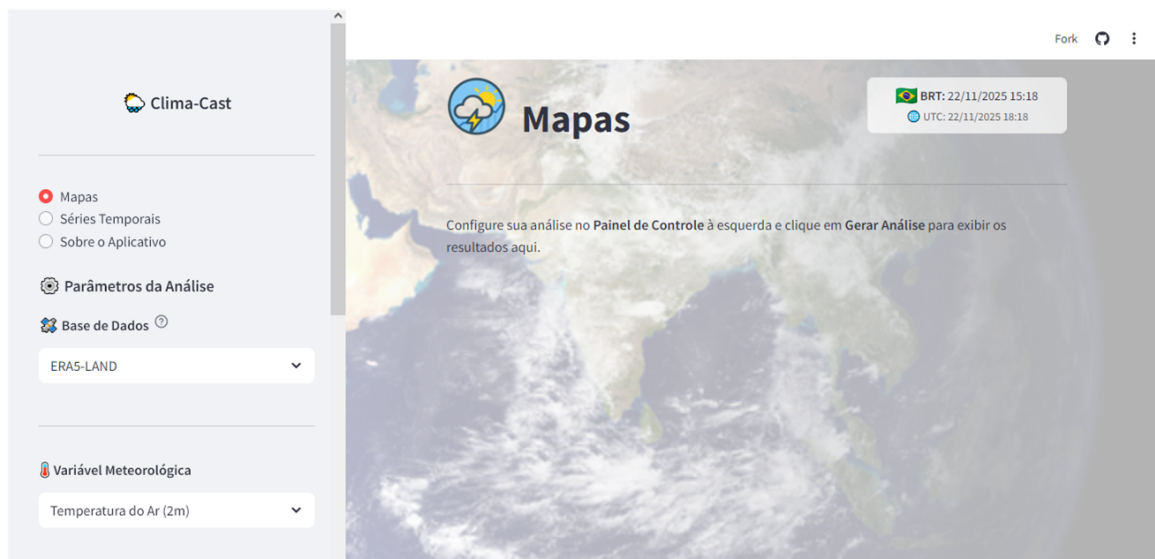 Clima-Cast
Mapas
Séries Temporais
Sobre o Aplicativo
Parâmetros da Análise
Base de Dados
ERA5-LAND
Variável Meteorológica
Temperatura do Ar (2m)
Fork
Mapas
BRT: 22/11/2025 15:18
UTC: 22/11/2025 18:18
Configure sua análise no Painel de Controle à esquerda e clique em Gerar Análise para exibir os
resultados aqui.